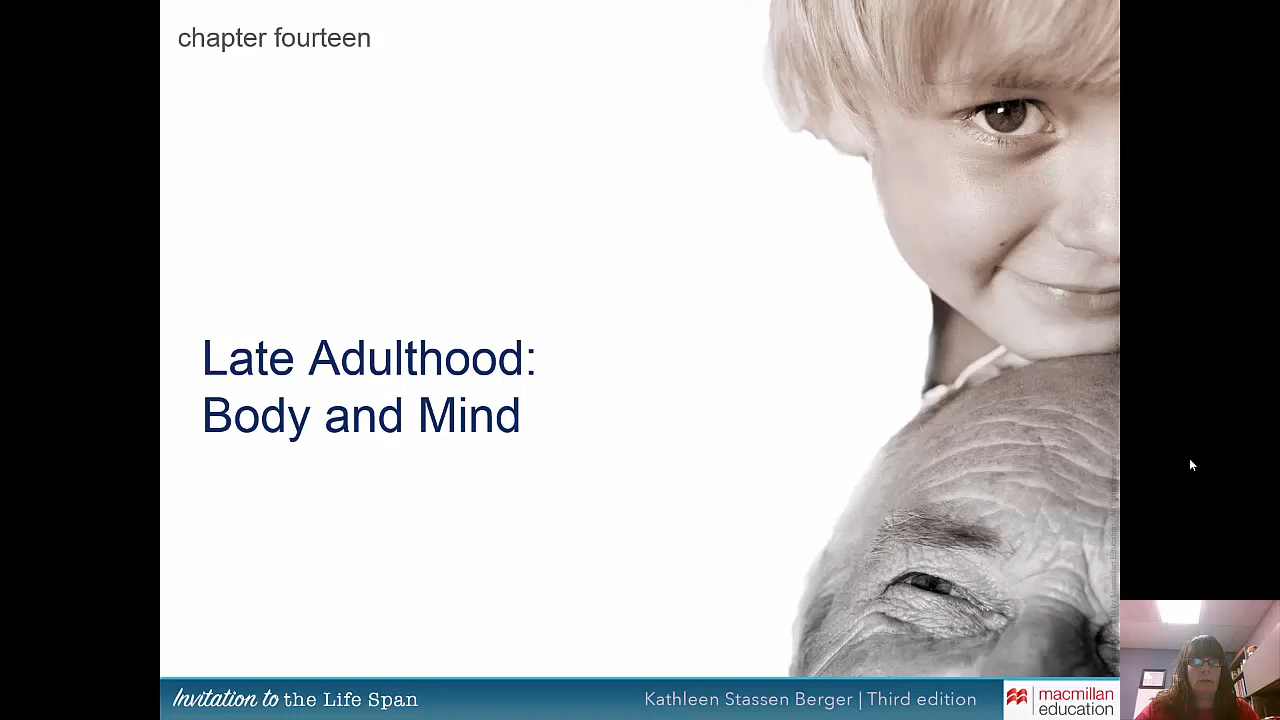 chapter fourteen
Late Adulthood:
Body and Mind
Invitation to the Life Span
Kathleen Stassen Berger | Third edition
macmillan
education